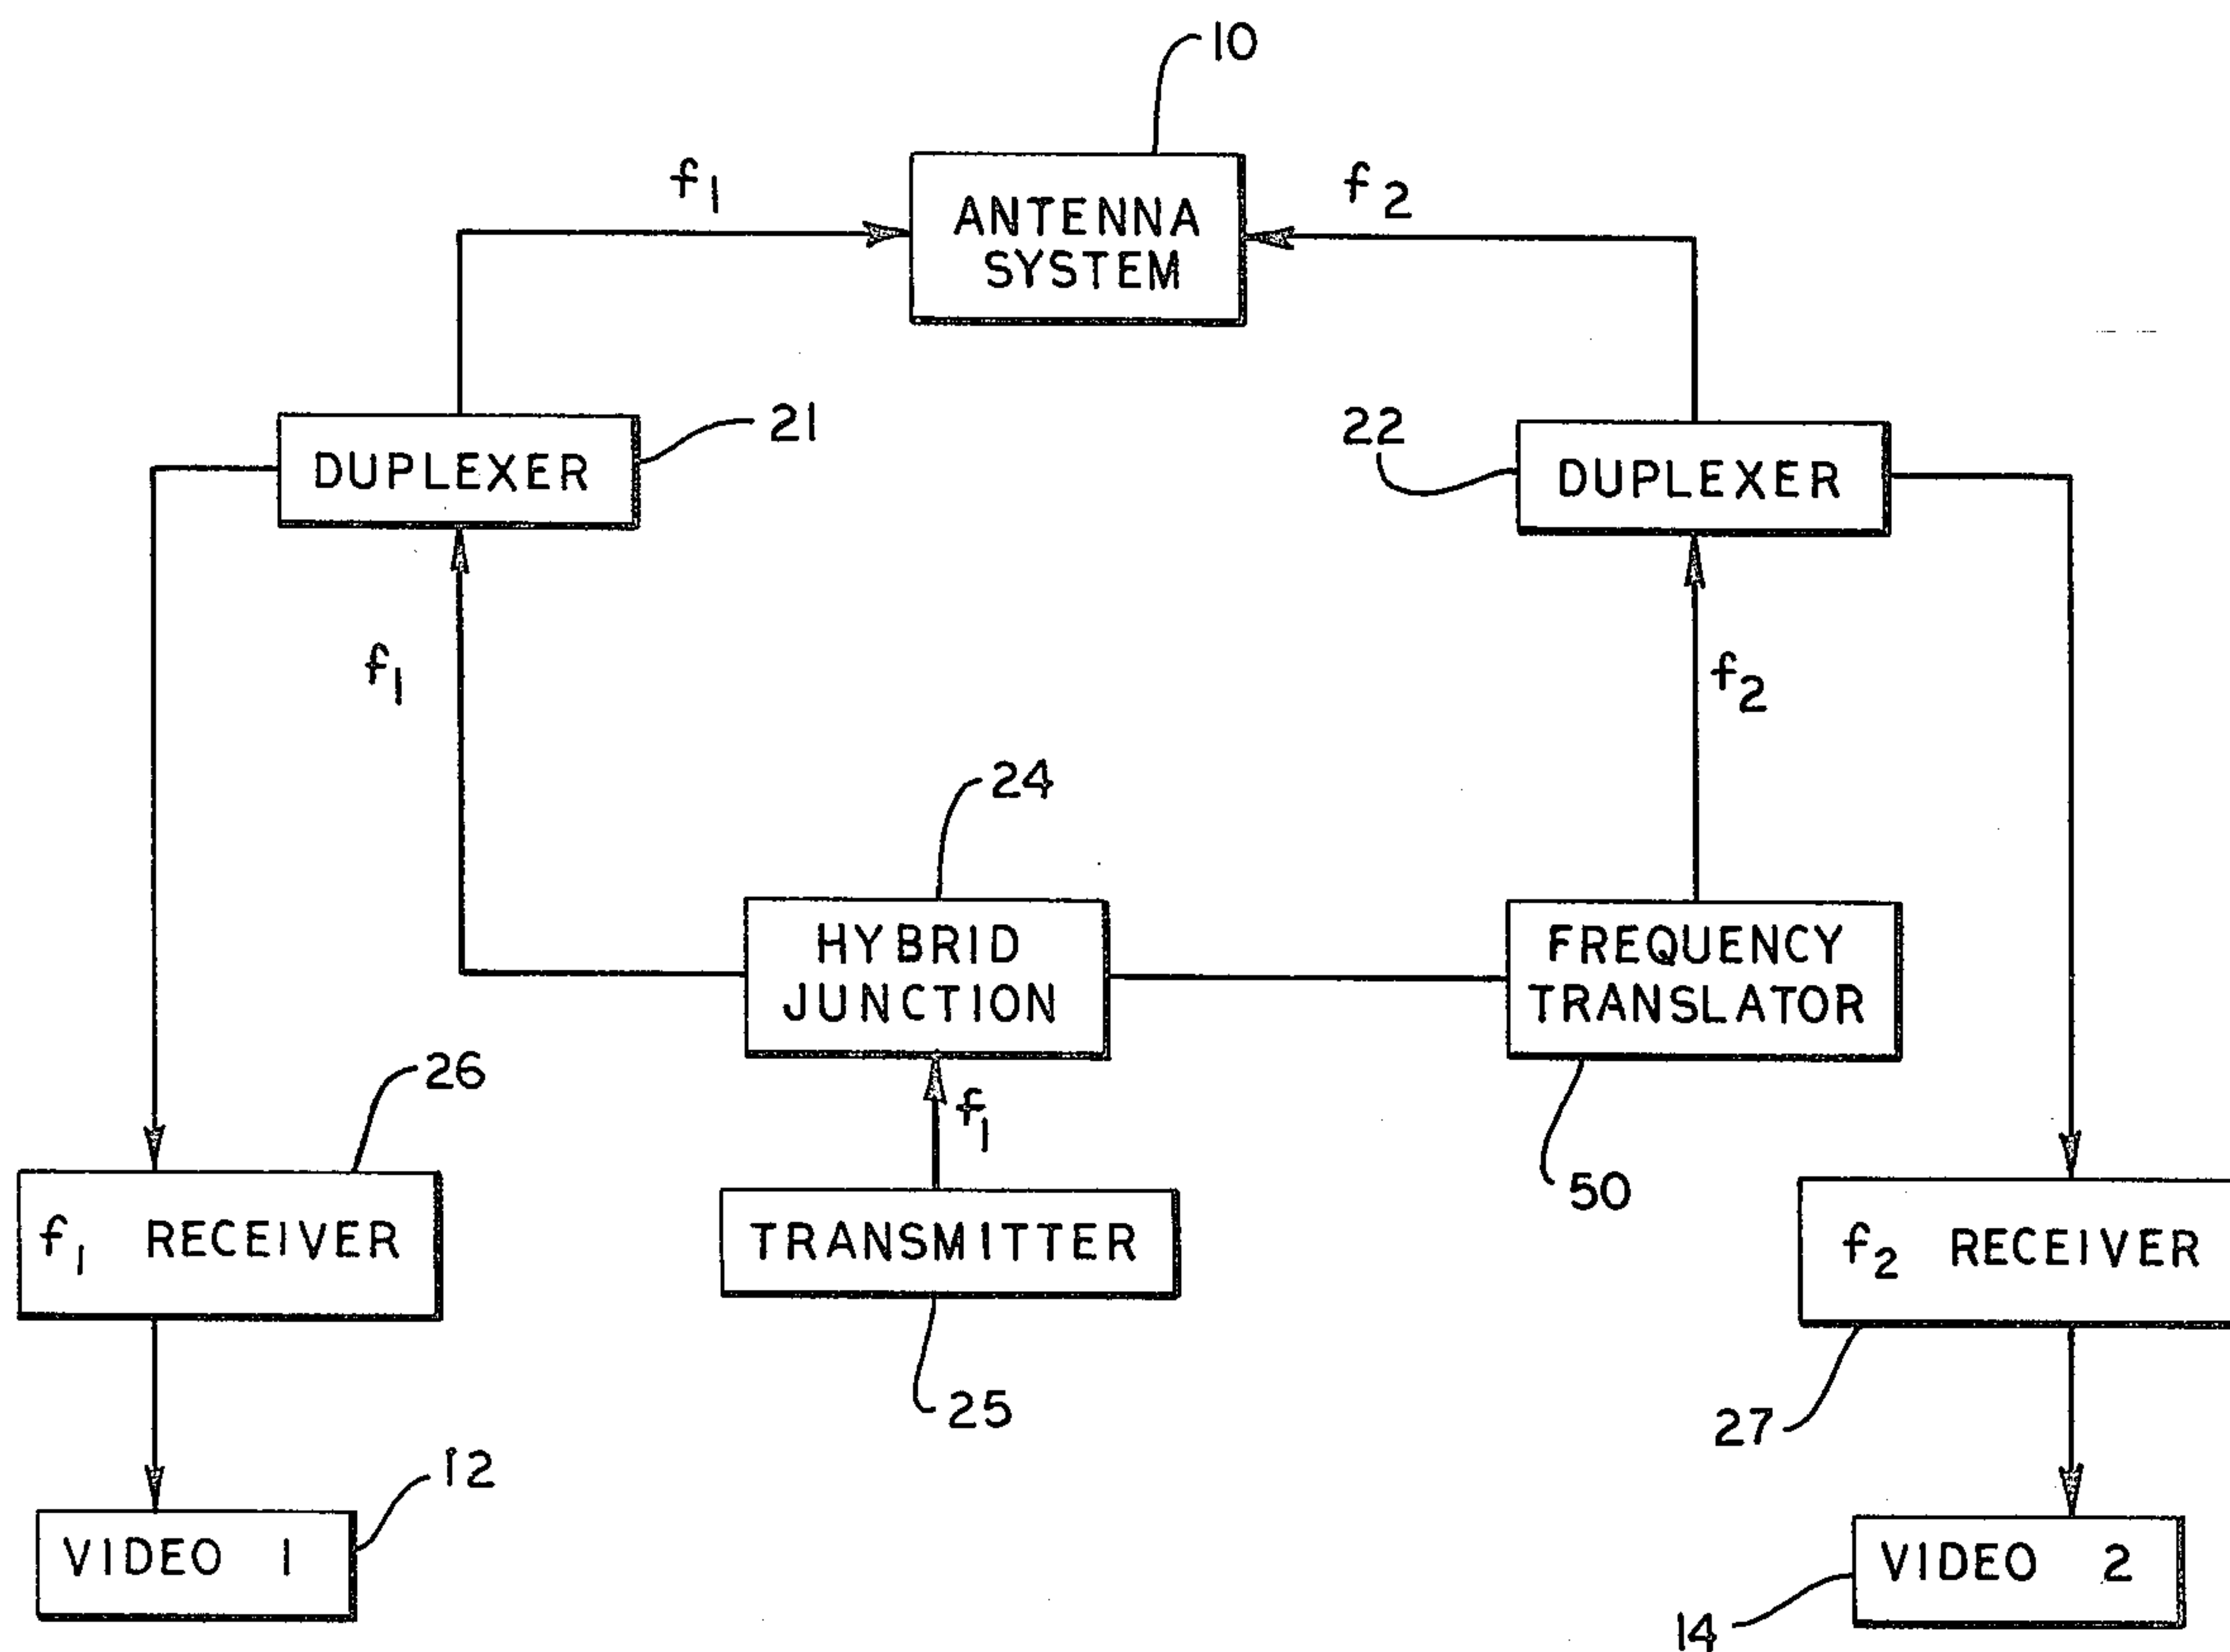 10
f1
ANTENNA
SYSTEM
f2
21
DUPLEXER
22
DUPLEXER
f1
f2
24
HYBRID
JUNCTION
FREQUENCY
TRANSLATOR
26
f1
50
f1 RECEIVER
TRANSMITTER
f2 RECEIVER
25
27
12
VIDEO 1
VIDEO 2
14